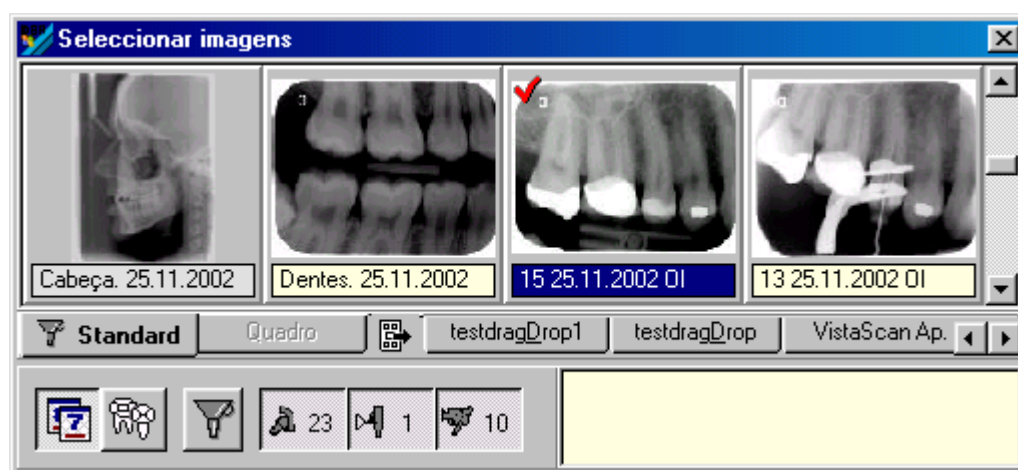 Seleccionar imagens
Cabeça. 25.11.2002
Dentes. 25.11.2002
15 25.11.2002 OI
13 25.11.2002 OI
Standard
Quadro
testdragDrop1
testdragDrop
VistaScan Ap.
7
23
1
10